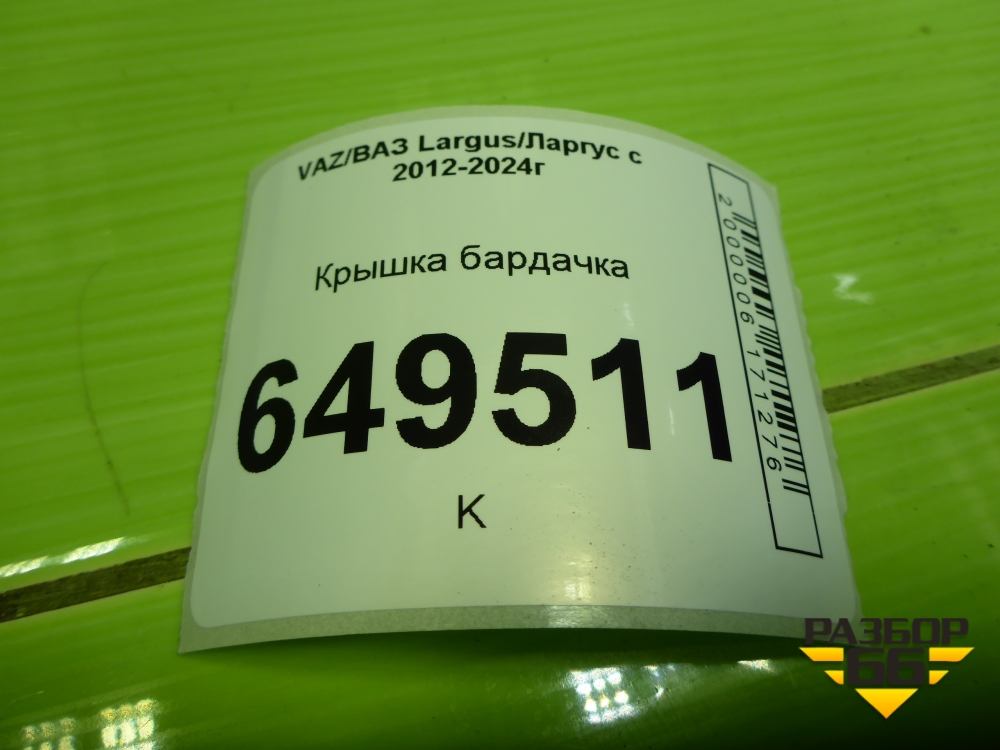 VAZ/ВАЗ Largus/Ларгус с
2012-2024г
Крышка бардачка
649511
К
2000006171276
РАЗБОР
66